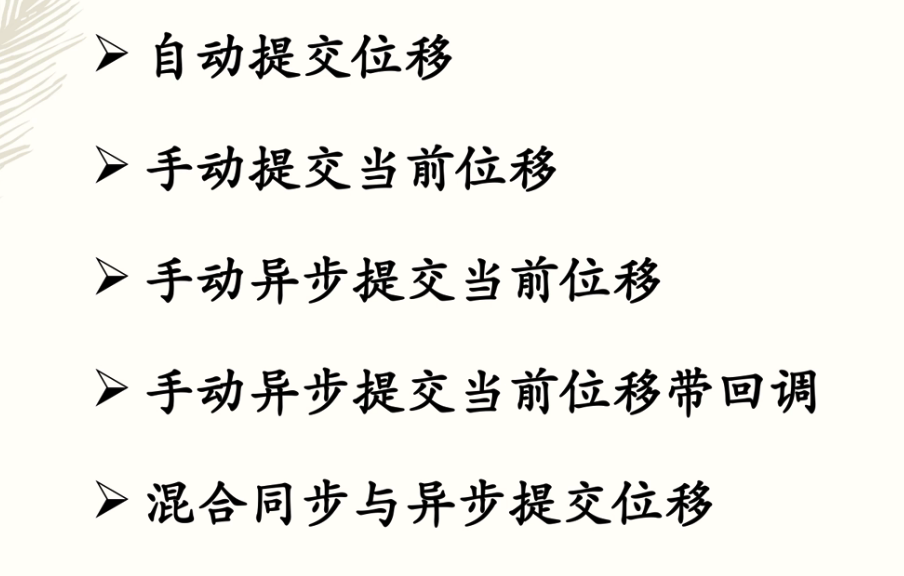 ➢ 自动提交位移
➢ 手动提交当前位移
➢ 手动异步提交当前位移
➢ 手动异步提交当前位移带回调
➢ 混合同步与异步提交位移